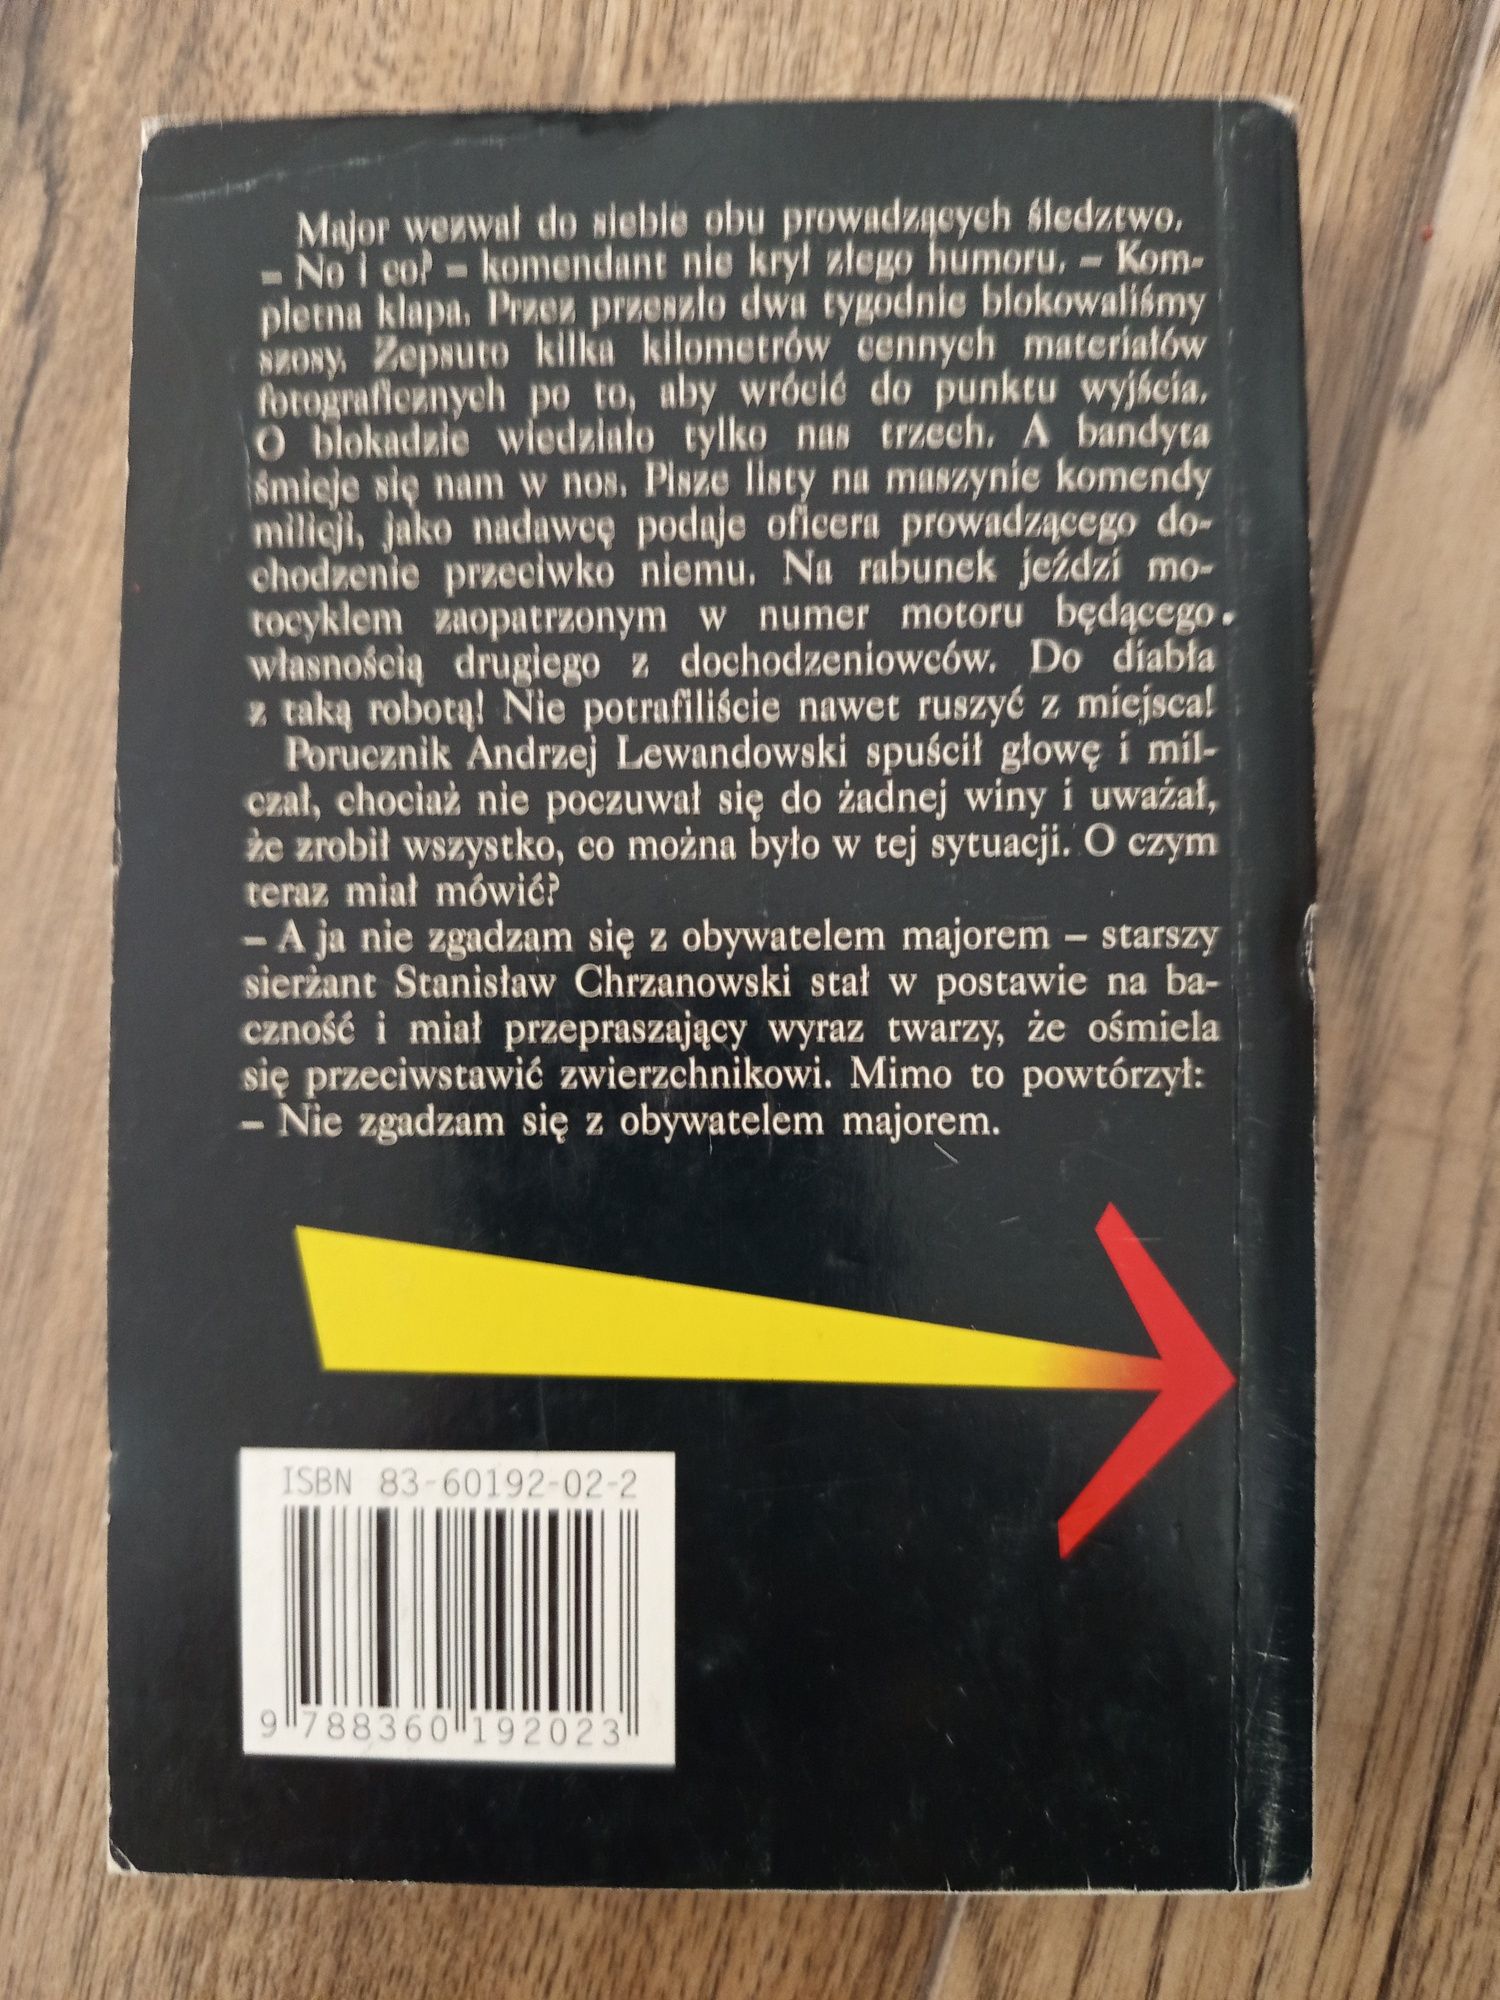 Major wezwał do siebie obu prowadzących śledztwo.
– No i co? – komendant nie krył złego humoru. – Kom-
pletna klapa. Przez przeszło dwa tygodnie blokowaliśmy
szosy. Zepsuto kilka kilometrów cennych materiałów
fotograficznych po to, aby wrócić do punktu wyjścia.
O blokadzie wiedziało tylko nas trzech. A bandyta
śmieje się nam w nos. Pisze listy na maszynie komendy
milicji, jako nadawcę podaje oficera prowadzącego do-
chodzenie przeciwko niemu. Na rabunek jeździ mo-
tocyklem zaopatrzonym w numer motoru będącego
własnością drugiego z dochodzeniowców. Do diabła
z taką robotą! Nie potrafiliście nawet ruszyć z miejsca!
Porucznik Andrzej Lewandowski spuścił głowę i mil-
czał, chociaż nie poczuwał się do żadnej winy i uważał,
że zrobił wszystko, co można było w tej sytuacji. O czym
teraz miał mówić?
– A ja nie zgadzam się z obywatelem majorem – starszy
sierżant Stanisław Chrzanowski stał w postawie na ba-
czność i miał przepraszający wyraz twarzy, że ośmiela
się przeciwstawić zwierzchnikowi. Mimo to powtórzył:
– Nie zgadzam się z obywatelem majorem.
ISBN 83-60192-02-2
9 788360 192023